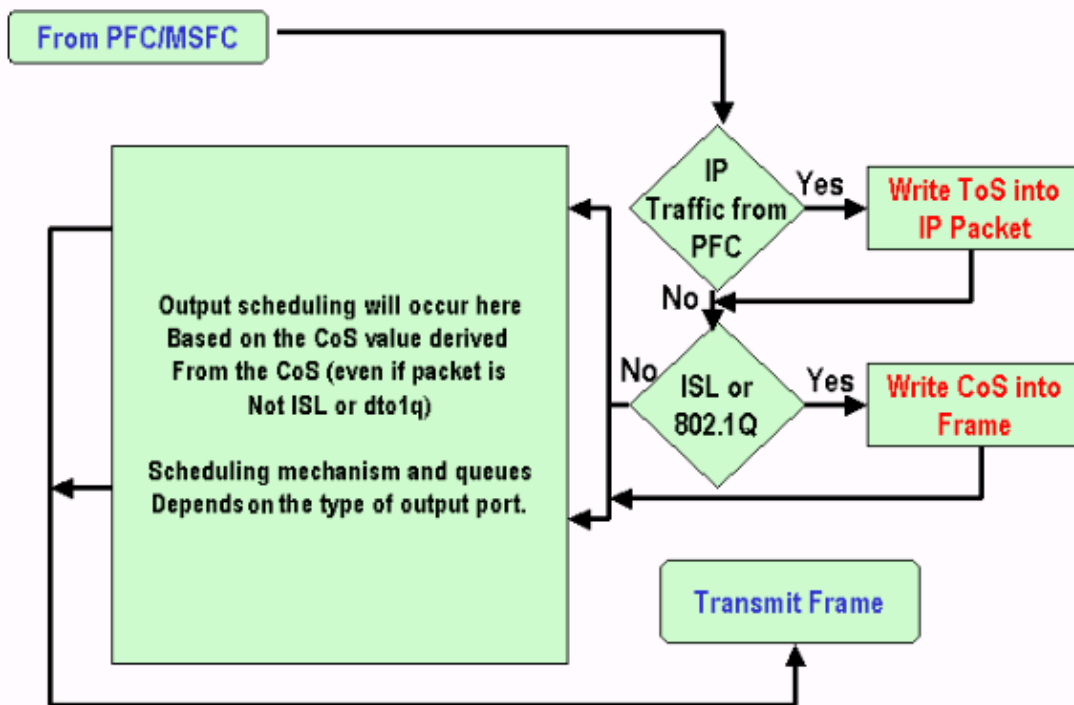 From PFC/MSFC
IP
Traffic from
PFC
Yes
Write ToS into
IP Packet
No
ISL or
802.1Q
Yes
Write CoS into
Frame
No
Output scheduling will occur here
Based on the CoS value derived
From the CoS (even if packet is
Not ISL or dto1q)
Scheduling mechanism and queues
Depends on the type of output port.
Transmit Frame